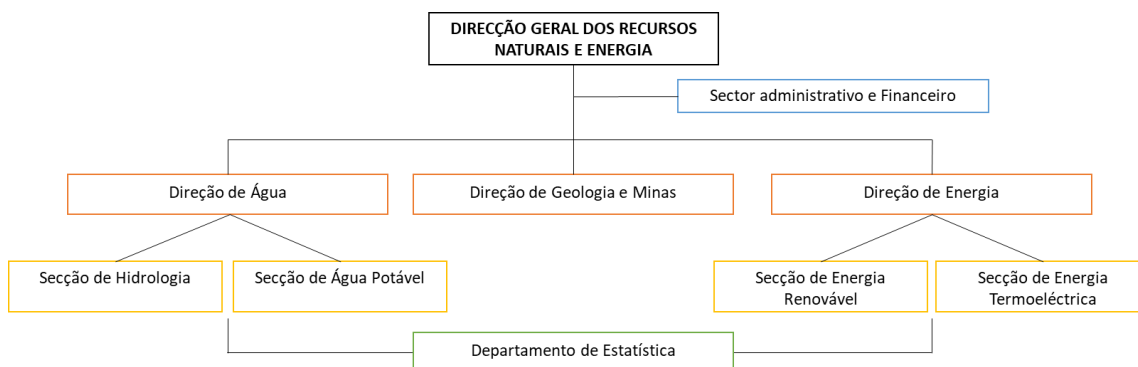 DIRECÇÃO GERAL DOS RECURSOS
NATURAIS E ENERGIA
Sector administrativo e Financeiro
Direção de Água
Direção de Geologia e Minas
Direção de Energia
Secção de Hidrologia
Secção de Água Potável
Secção de Energia
Renovável
Secção de Energia
Termoeléctrica
Departamento de Estatística